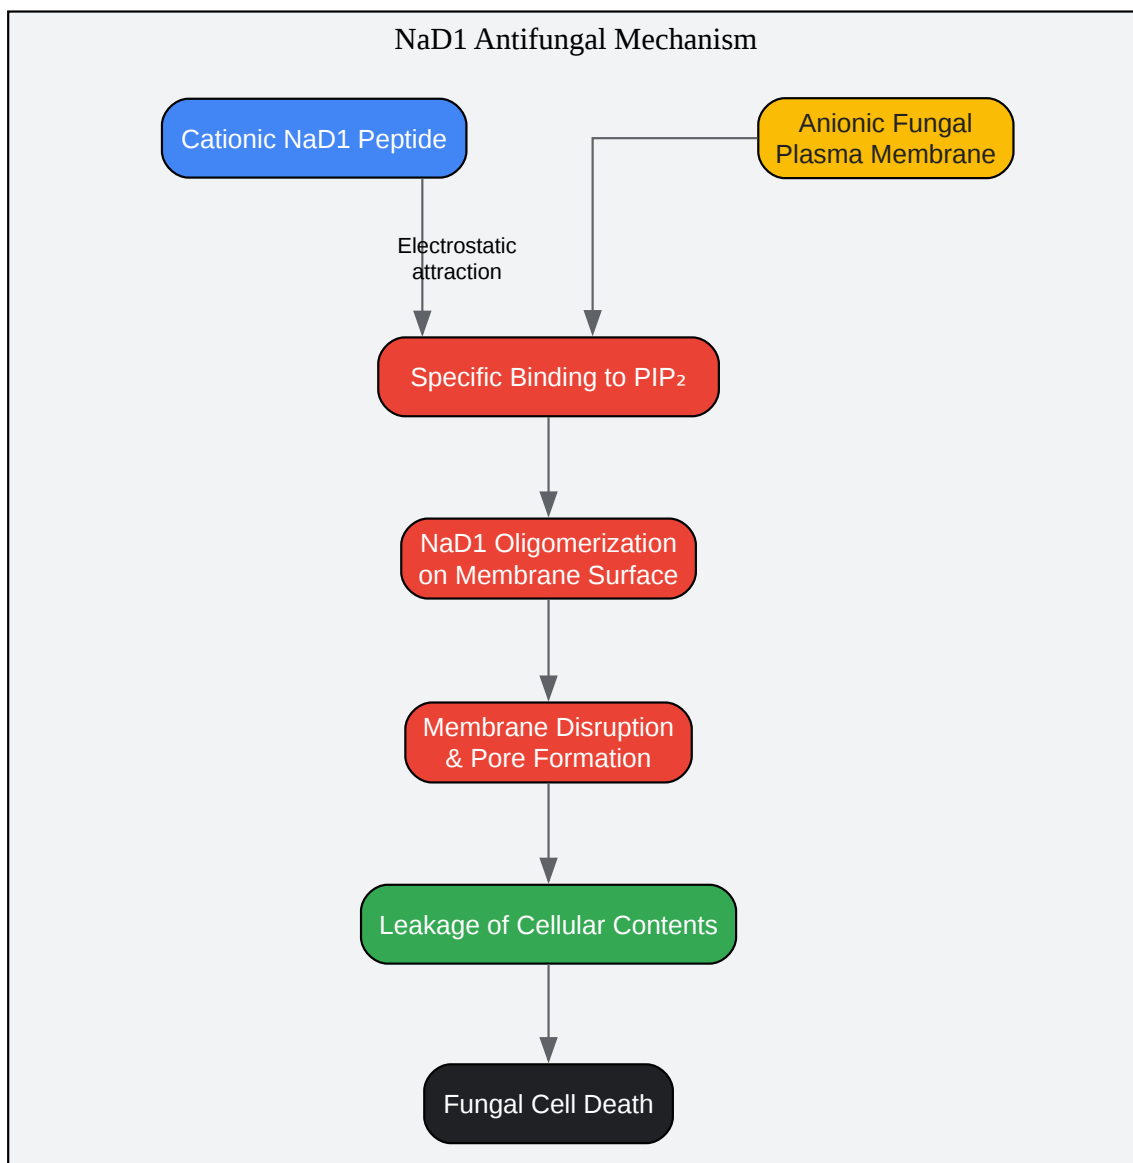 NaD1 Antifungal Mechanism
Cationic NaD1 Peptide
Anionic Fungal
Plasma Membrane
Electrostatic
attraction
Specific Binding to PIP₂
NaD1 Oligomerization
on Membrane Surface
Membrane Disruption
& Pore Formation
Leakage of Cellular Contents
Fungal Cell Death